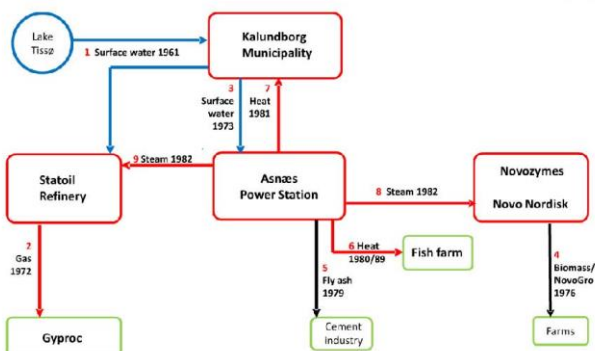 Lake
Tissø
1 Surface water 1961
Kalundborg
Municipality
3
Surface
water
1973
7
Heat
1981
9 Steam 1982
Statoil
Refinery
Asnæs
Power Station
8 Steam 1982
Novozymes
Novo Nordisk
2
Gas
1972
6 Heat
1980/89
Fish farm
5
Fly ash
1979
4
Biomass/
NovoGro
1976
Gyproc
Cement
industry
Farms